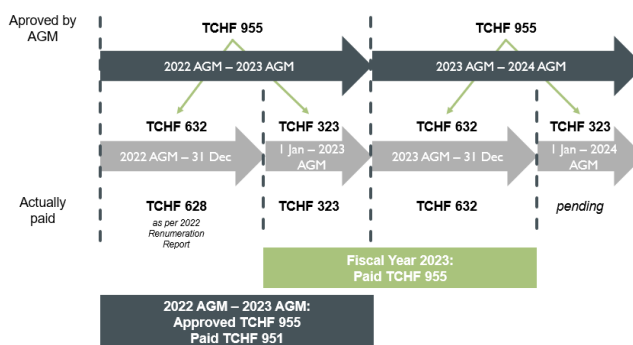 Aproved by
AGM
TCHF 955
TCHF 955
2022 AGM – 2023 AGM
2023 AGM – 2024 AGM
TCHF 632
TCHF 323
TCHF 632
TCHF 323
2022 AGM – 31 Dec
1 Jan – 2023
AGM
2023 AGM – 31 Dec
1 Jan – 2024
AGM
Actually
paid
TCHF 628
as per 2022
Renumeration
Report
TCHF 323
TCHF 632
pending
Fiscal Year 2023:
Paid TCHF 955
2022 AGM – 2023 AGM:
Approved TCHF 955
Paid TCHF 951